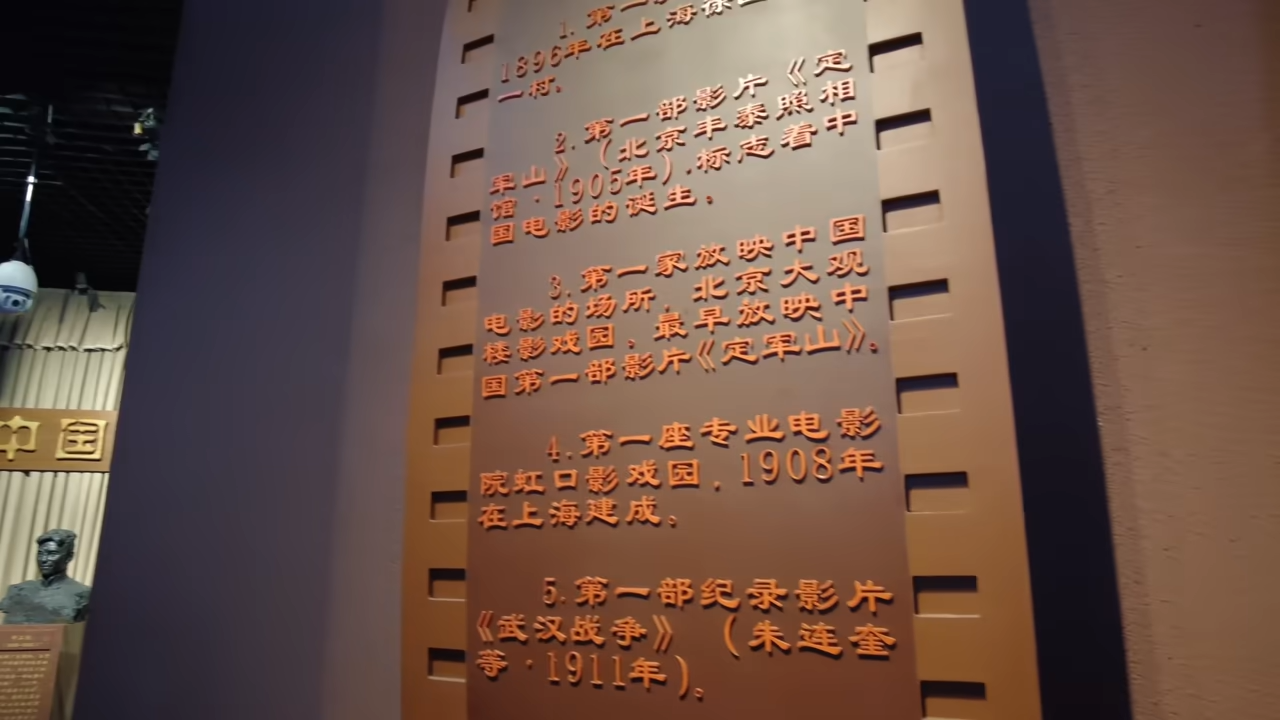 1.第一
1896年在上海徐
一村。
2.第一部影片《定
军山》(北京丰泰照相
馆·1905年),标志着中
国电影的诞生。
3.第一家放映中国
电影的场所,北京大观
楼影戏园,最早放映中
国第一部影片《定军山》。
4.第一座专业电影
院虹口影戏园,1908年
在上海建成。
5.第一部纪录影片
《武汉战争》(朱连奎
等·1911年)。
中国